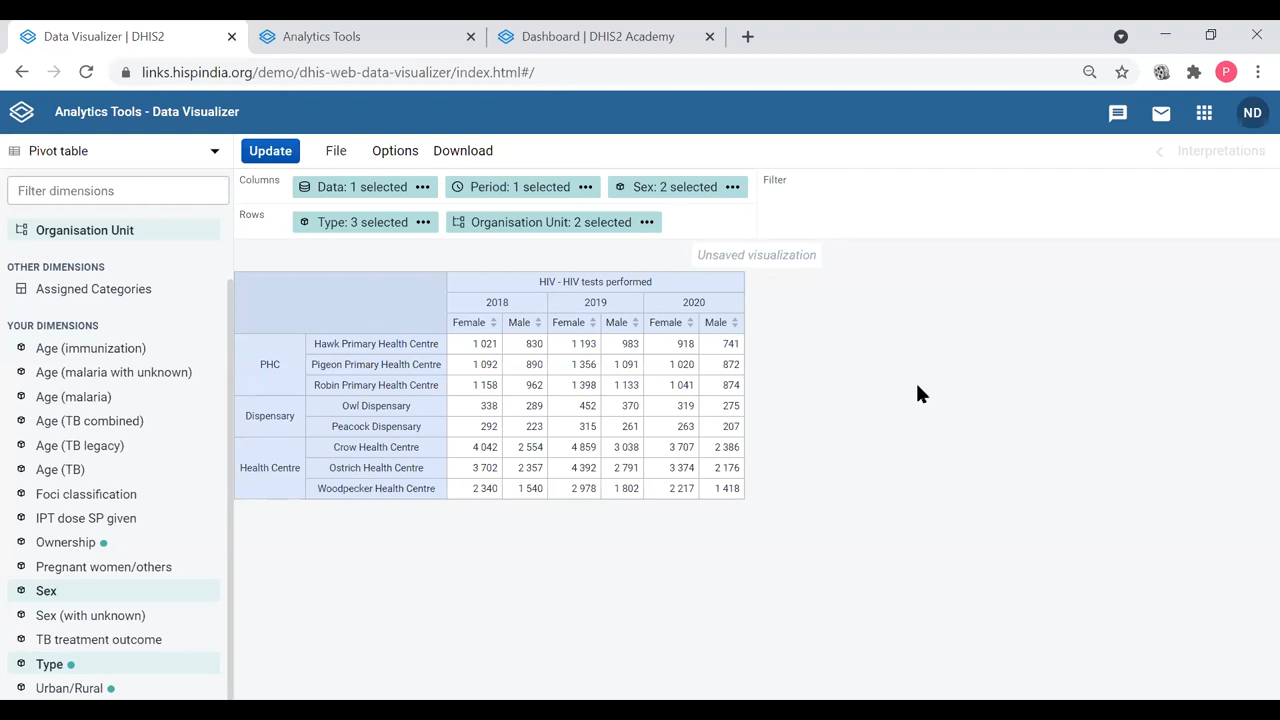 Data Visualizer | DHIS2
Analytics Tools
Dashboard | DHIS2 Academy
links.hispindia.org/demo/dhis-web-data-visualizer/index.html#/
P
Analytics Tools - Data Visualizer
ND
Pivot table
Update
File
Options
Download
Interpretations
Filter dimensions
Columns
Data: 1 selected
Period: 1 selected
Sex: 2 selected
Filter
Rows
Type: 3 selected
Organisation Unit: 2 selected
Organisation Unit
OTHER DIMENSIONS
Assigned Categories
YOUR DIMENSIONS
Age (immunization)
Age (malaria with unknown)
Age (malaria)
Age (TB combined)
Age (TB legacy)
Age (TB)
Foci classification
IPT dose SP given
Ownership
Pregnant women/others
Sex
Sex (with unknown)
TB treatment outcome
Type
Urban/Rural
Unsaved visualization
HIV - HIV tests performed
2018 2019 2020
Female Male Female Male Female Male
PHC
Hawk Primary Health Centre 1 021 830 1 193 983 918 741
Pigeon Primary Health Centre 1 092 890 1 356 1 091 1 020 872
Robin Primary Health Centre 1 158 962 1 398 1 133 1 041 874
Dispensary
Owl Dispensary 338 289 452 370 319 275
Peacock Dispensary 292 223 315 261 263 207
Health Centre
Crow Health Centre 4 042 2 554 4 859 3 038 3 707 2 386
Ostrich Health Centre 3 702 2 357 4 392 2 791 3 374 2 176
Woodpecker Health Centre 2 340 1 540 2 978 1 802 2 217 1 418